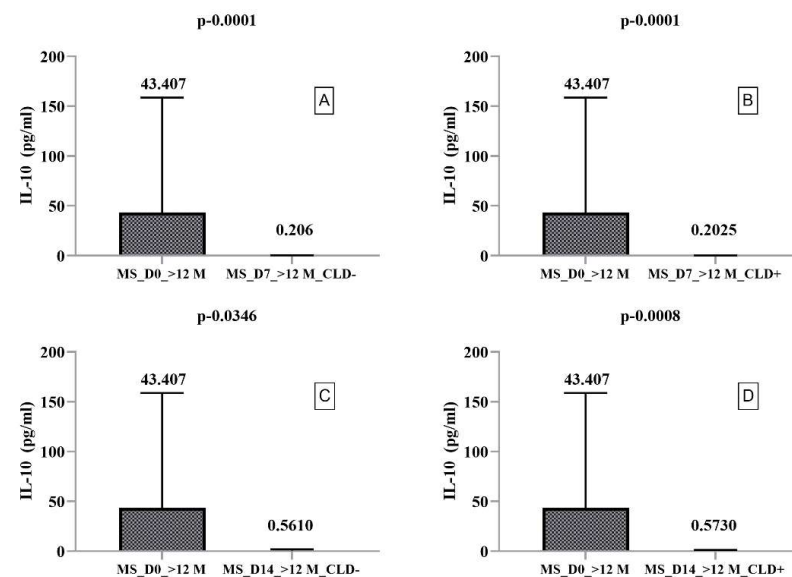 p-0.0001
200
150
100
50
0
IL-10 (pg/ml)
43.407
A
0.206
MS_D0_>12 M
MS_D7_>12 M_CLD-
p-0.0001
200
150
100
50
0
IL-10 (pg/ml)
43.407
B
0.2025
MS_D0_>12 M
MS_D7_>12 M_CLD+
p-0.0346
200
150
100
50
0
IL-10 (pg/ml)
43.407
C
0.5610
MS_D0_>12 M
MS_D14_>12 M_CLD-
p-0.0008
200
150
100
50
0
IL-10 (pg/ml)
43.407
D
0.5730
MS_D0_>12 M
MS_D14_>12 M_CLD+